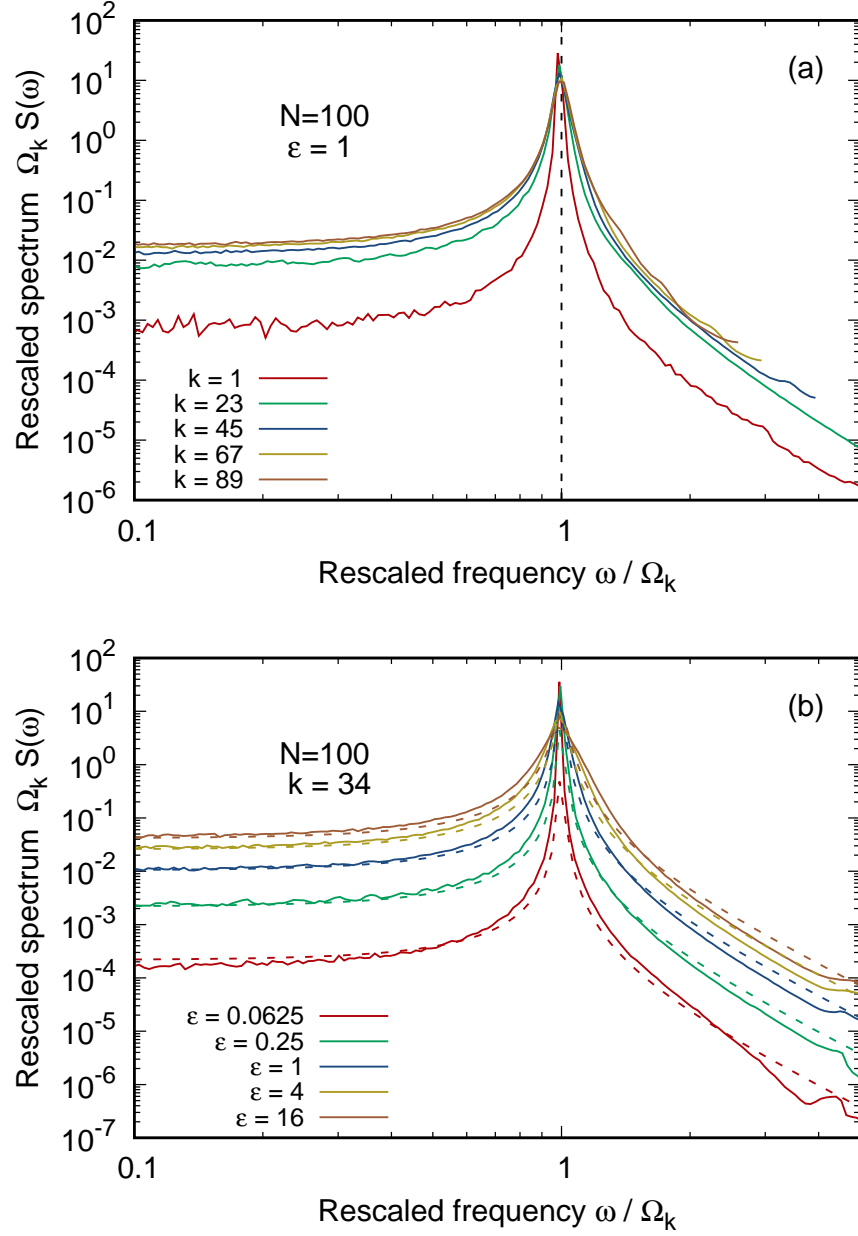 10^2
10^1
10^0
10^-1
10^-2
10^-3
10^-4
10^-5
10^-6
Rescaled spectrum Ω_k S(ω)
(a)
N=100
ε = 1
k = 1
k = 23
k = 45
k = 67
k = 89
0.1
1
Rescaled frequency ω / Ω_k
10^2
10^1
10^0
10^-1
10^-2
10^-3
10^-4
10^-5
10^-6
10^-7
Rescaled spectrum Ω_k S(ω)
(b)
N=100
k = 34
ε = 0.0625
ε = 0.25
ε = 1
ε = 4
ε = 16
0.1
1
Rescaled frequency ω / Ω_k